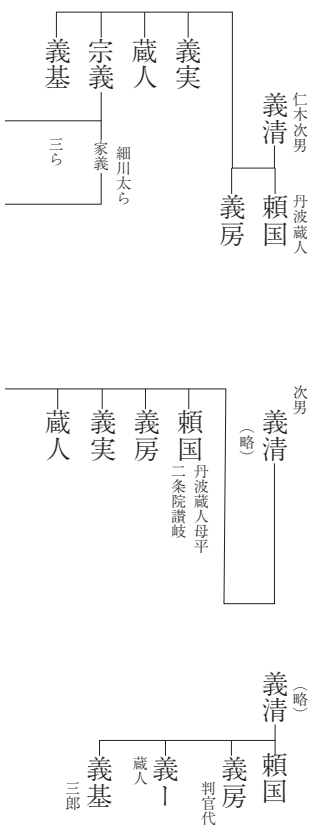 仁木次男
義清
丹波蔵人
頼国
義房
義実
蔵人
宗義
細川太ら
家義
三ら
義基
次男
義清
(略)
頼国
丹波蔵人母平
二条院讃岐
義房
義実
蔵人
(略)
義清
頼国
義房
判官代
義ー
蔵人
義基
三郎